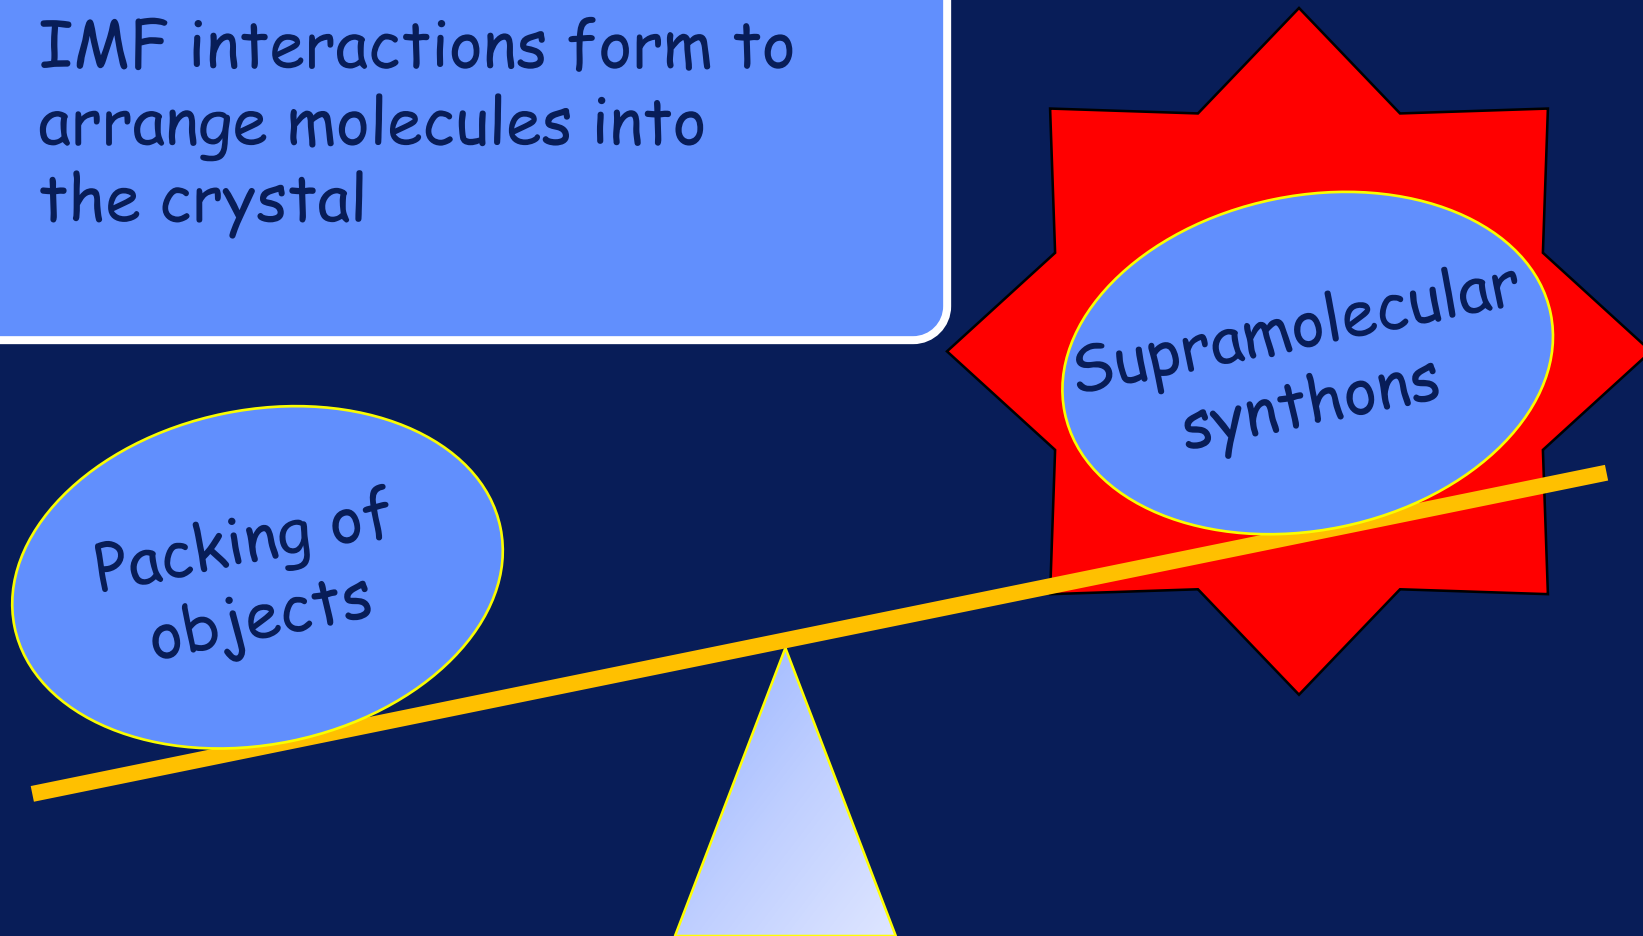 IMF interactions form to
arrange molecules into
the crystal
Supramolecular
synthons
Packing of
objects